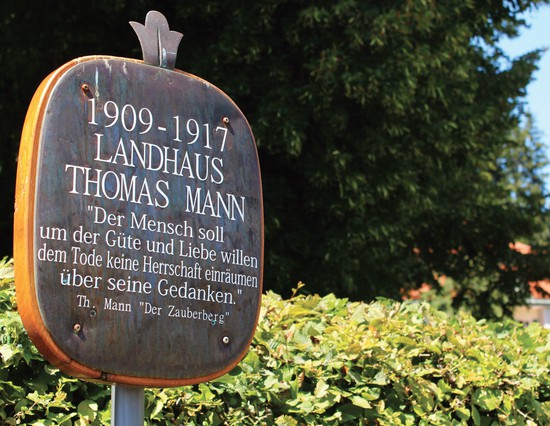 1909-1917
LANDHAUS
THOMAS MANN
"Der Mensch soll
um der Güte und Liebe willen
dem Tode keine Herrschaft einräumen
über seine Gedanken."
Th. Mann "Der Zauberberg"